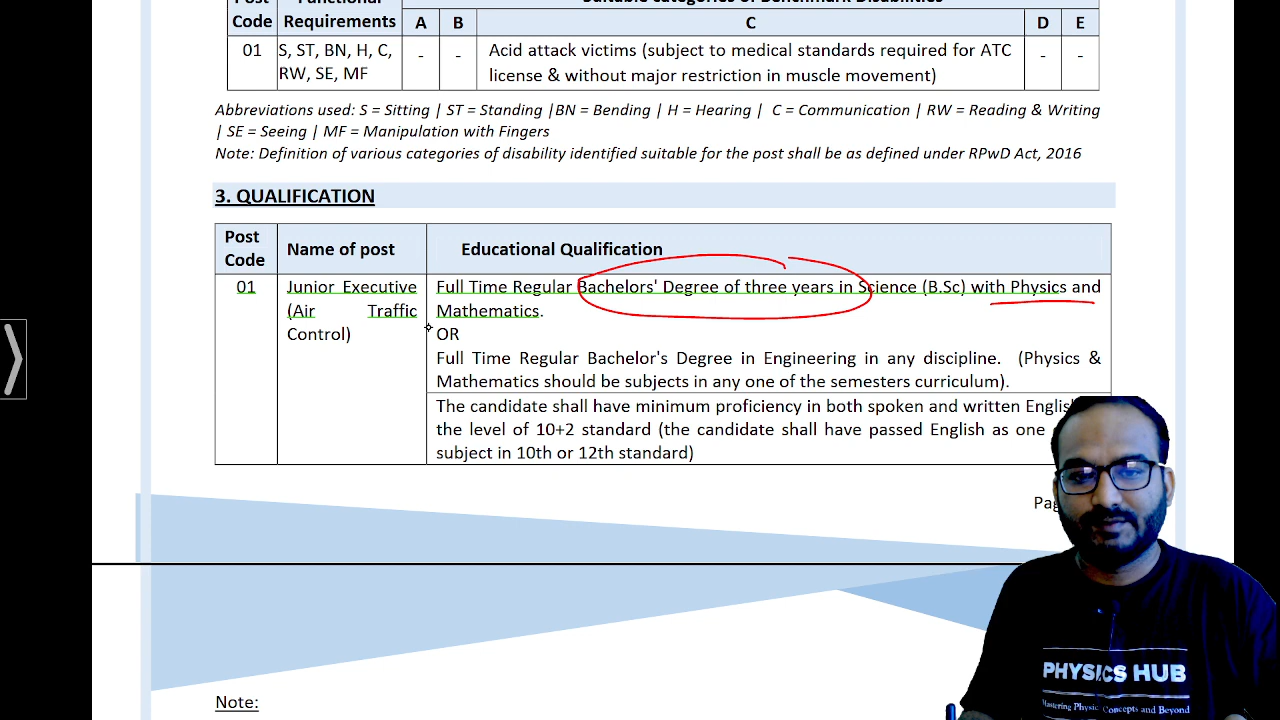 Code Requirements A B C D E
01 S, ST, BN, H, C, - - Acid attack victims (subject to medical standards required for ATC - -
RW, SE, MF license & without major restriction in muscle movement)
Abbreviations used: S = Sitting | ST = Standing |BN = Bending | H = Hearing | C = Communication | RW = Reading & Writing
| SE = Seeing | MF = Manipulation with Fingers
Note: Definition of various categories of disability identified suitable for the post shall be as defined under RPwD Act, 2016
3. QUALIFICATION
Post
Code
Name of post
Educational Qualification
01
Junior Executive
(Air Traffic
Control)
Full Time Regular Bachelors' Degree of three years in Science (B.Sc) with Physics and
Mathematics.
OR
Full Time Regular Bachelor's Degree in Engineering in any discipline. (Physics &
Mathematics should be subjects in any one of the semesters curriculum).
The candidate shall have minimum proficiency in both spoken and written
the level of 10+2 standard (the candidate shall have passed English as one
subject in 10th or 12th standard)
Note:
PHYSICS HUB
Mastering Physic Concepts and Beyond